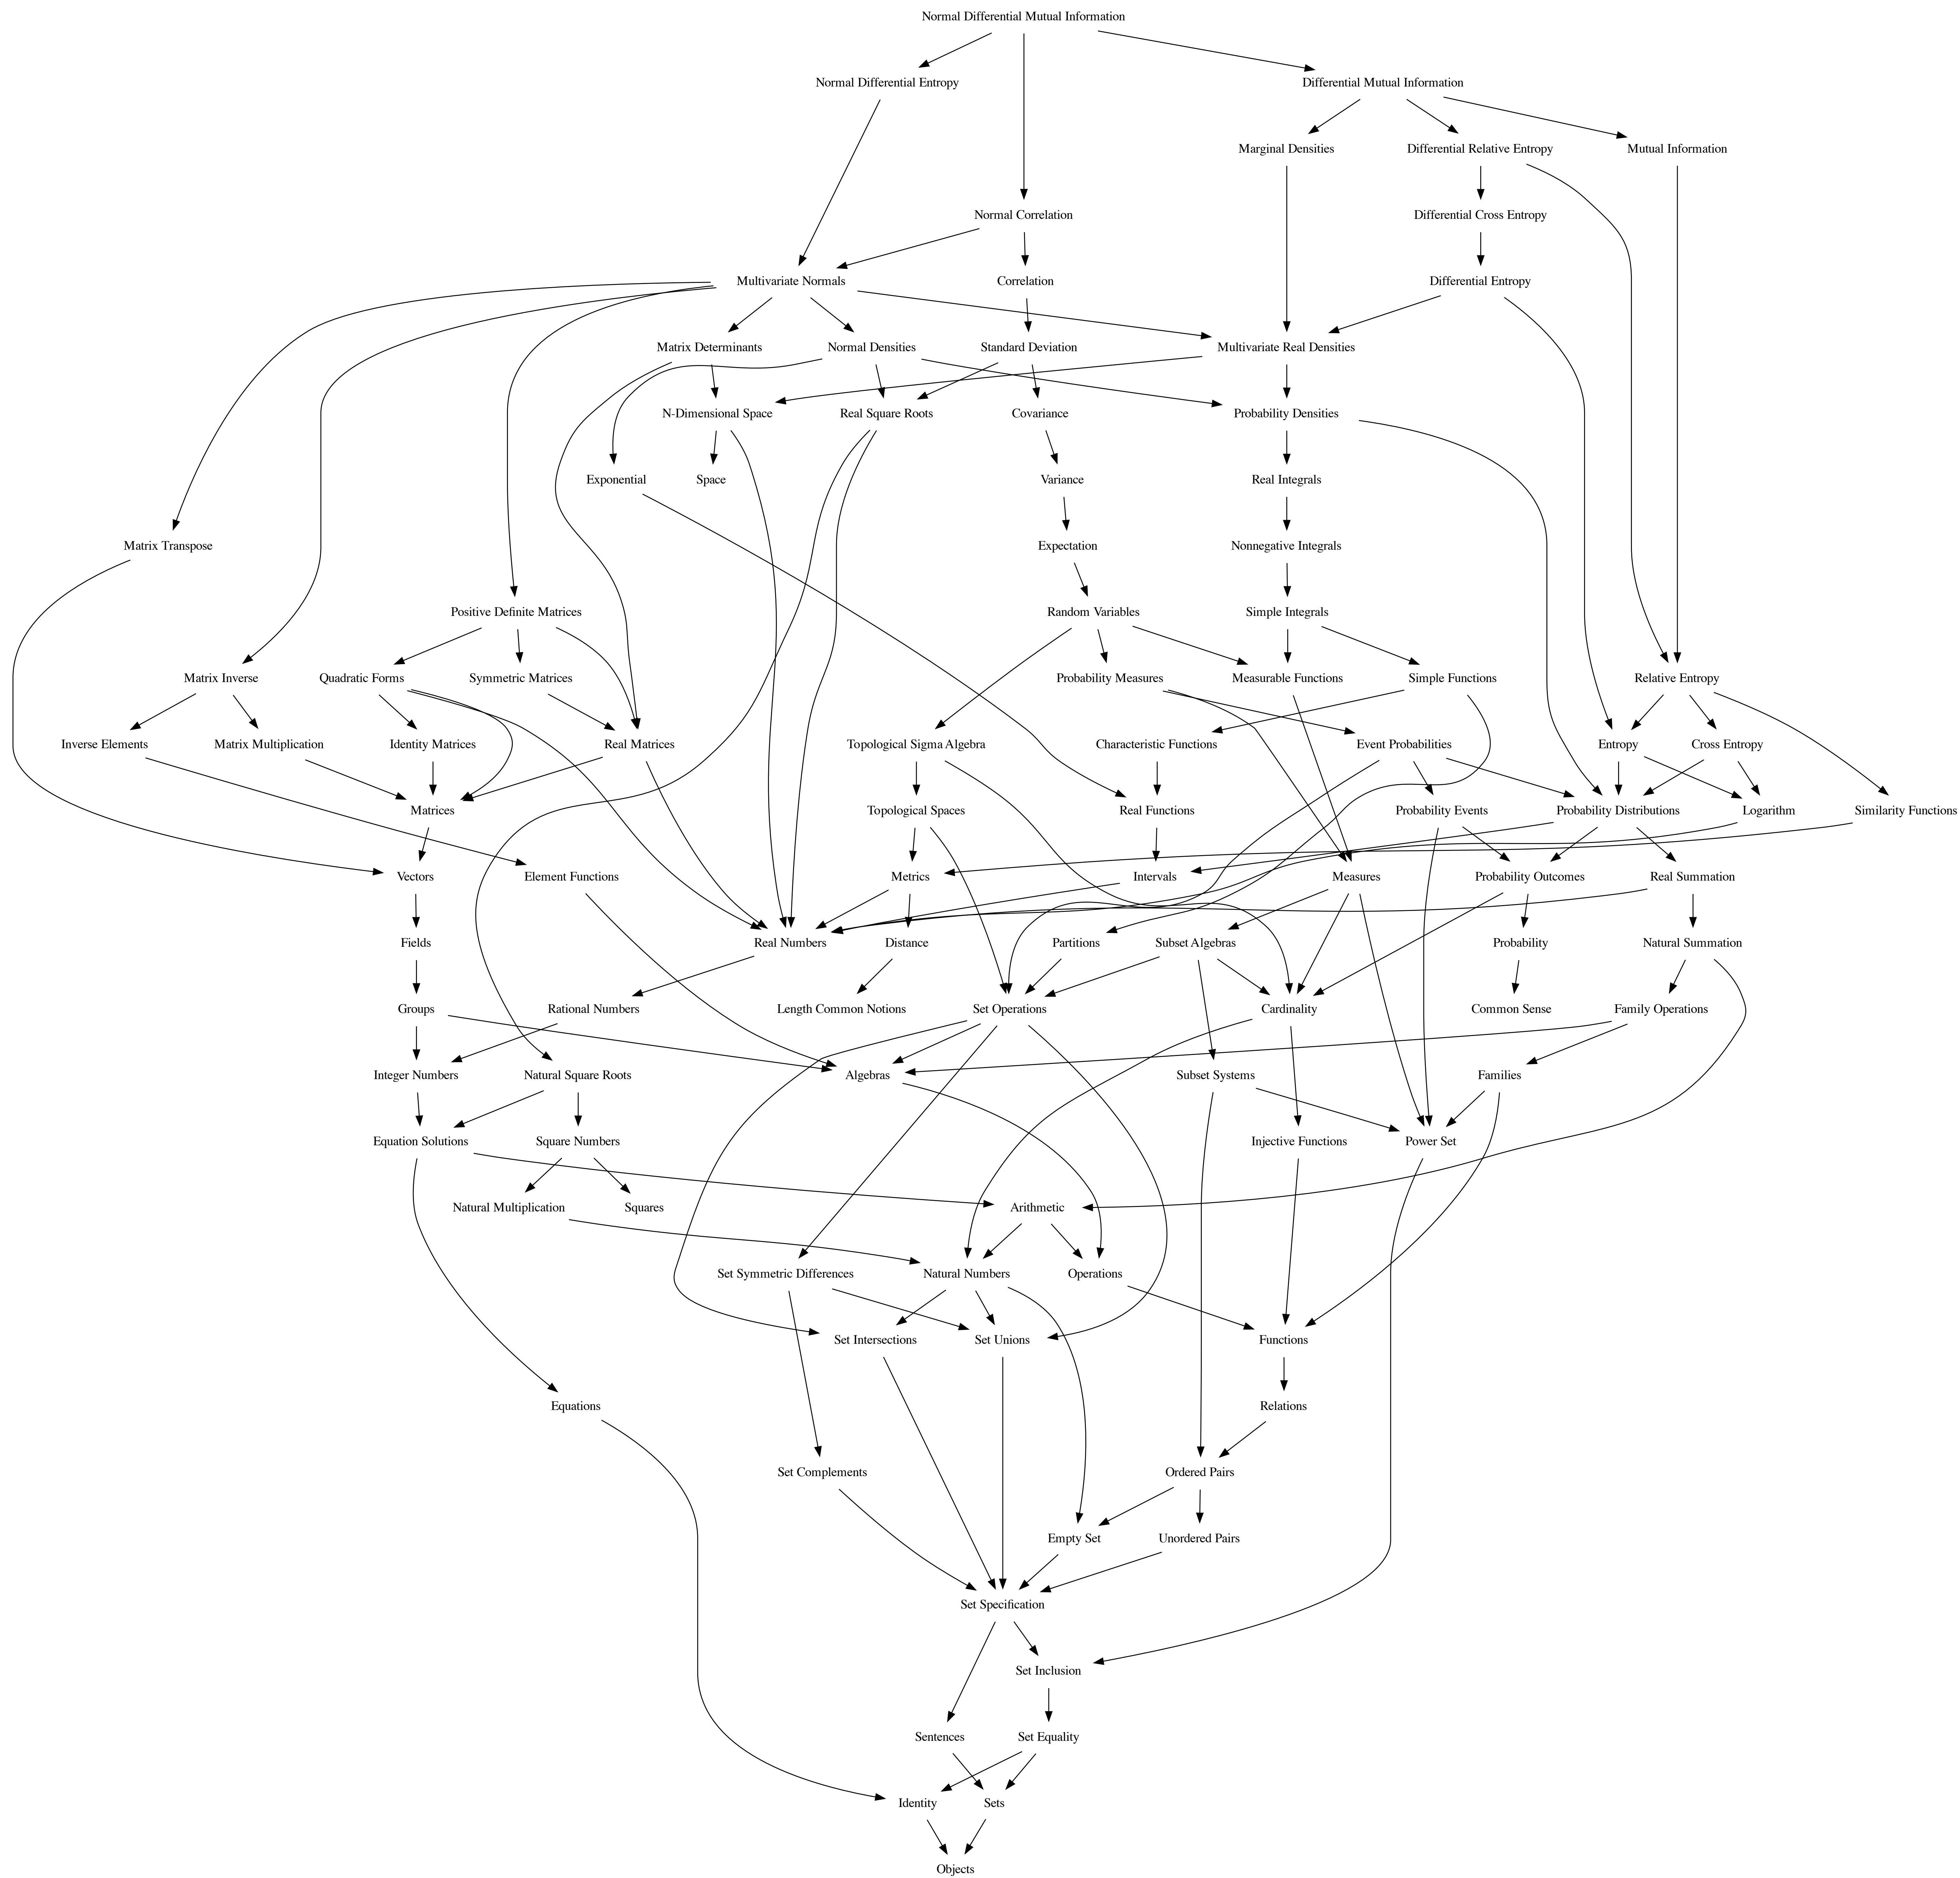 Normal Differential Mutual Information
Normal Differential Entropy
Differential Mutual Information
Marginal Densities
Differential Relative Entropy
Mutual Information
Normal Correlation
Differential Cross Entropy
Multivariate Normals
Correlation
Differential Entropy
Matrix Determinants
Normal Densities
Standard Deviation
Multivariate Real Densities
N-Dimensional Space
Real Square Roots
Covariance
Probability Densities
Exponential
Space
Variance
Real Integrals
Matrix Transpose
Expectation
Nonnegative Integrals
Positive Definite Matrices
Random Variables
Simple Integrals
Matrix Inverse
Quadratic Forms
Symmetric Matrices
Probability Measures
Measurable Functions
Simple Functions
Relative Entropy
Inverse Elements
Matrix Multiplication
Identity Matrices
Real Matrices
Topological Sigma Algebra
Characteristic Functions
Event Probabilities
Entropy
Cross Entropy
Matrices
Topological Spaces
Real Functions
Probability Events
Probability Distributions
Logarithm
Similarity Functions
Vectors
Element Functions
Metrics
Intervals
Measures
Probability Outcomes
Real Summation
Fields
Real Numbers
Distance
Partitions
Subset Algebras
Probability
Natural Summation
Groups
Rational Numbers
Length Common Notions
Set Operations
Cardinality
Common Sense
Family Operations
Integer Numbers
Natural Square Roots
Algebras
Subset Systems
Families
Equation Solutions
Square Numbers
Injective Functions
Power Set
Natural Multiplication
Squares
Arithmetic
Set Symmetric Differences
Natural Numbers
Operations
Set Intersections
Set Unions
Functions
Equations
Relations
Set Complements
Ordered Pairs
Empty Set
Unordered Pairs
Set Specification
Set Inclusion
Sentences
Set Equality
Identity
Sets
Objects